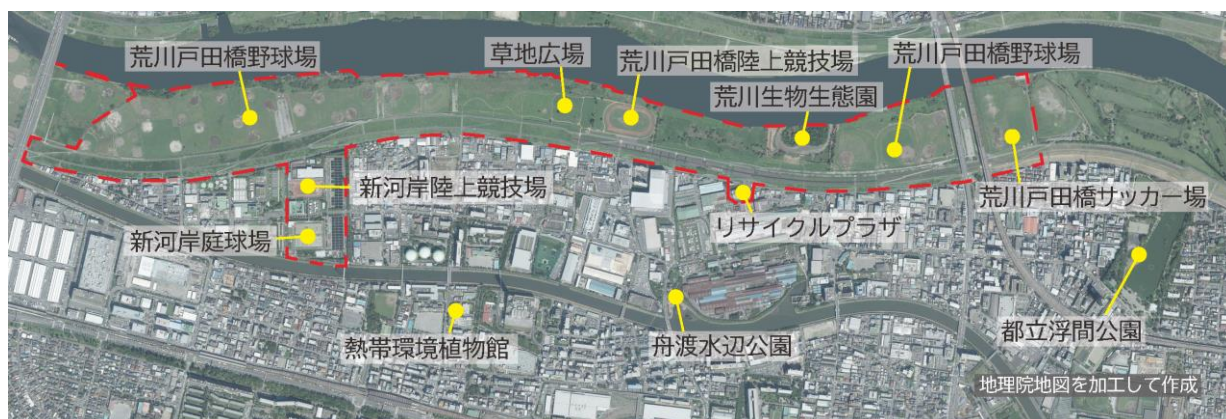 荒川戸田橋野球場
草地広場
荒川戸田橋陸上競技場
荒川戸田橋野球場
荒川生物生態園
新河岸陸上競技場
荒川戸田橋サッカー場
リサイクルプラザ
新河岸庭球場
熱帯環境植物館
舟渡水辺公園
都立浮間公園
地理院地図を加工して作成